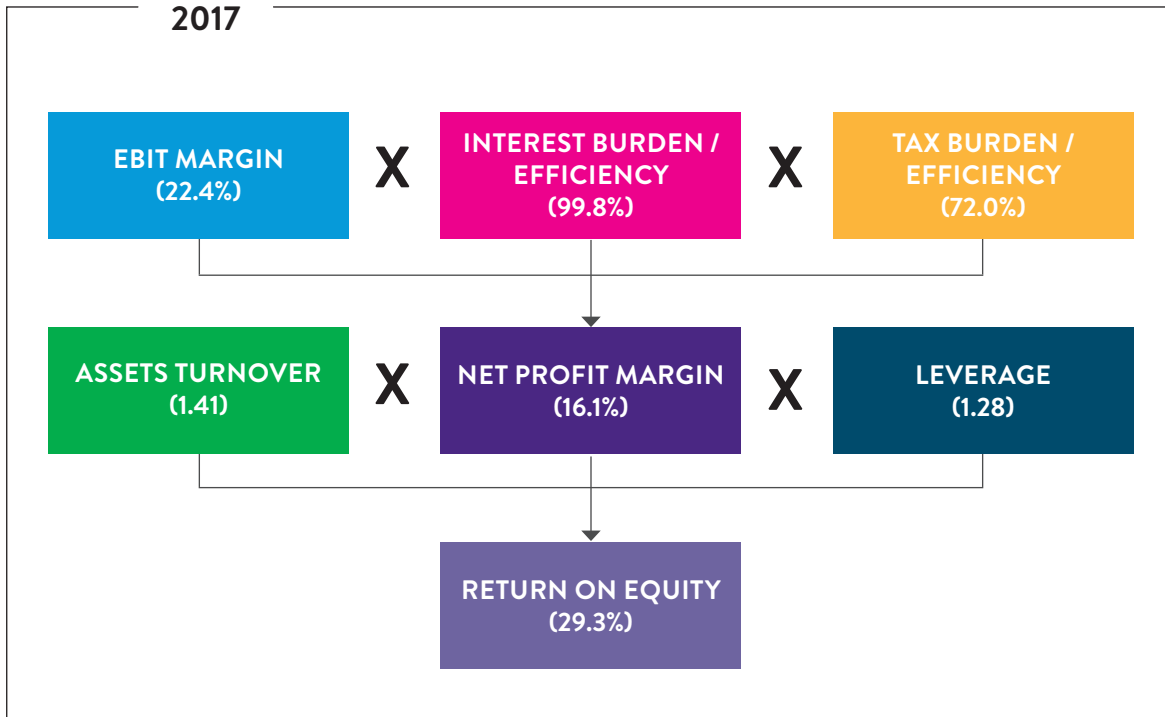 2017
EBIT MARGIN
(22.4%)
X
INTEREST BURDEN /
EFFICIENCY
(99.8%)
X
TAX BURDEN /
EFFICIENCY
(72.0%)
ASSETS TURNOVER
(1.41)
X
NET PROFIT MARGIN
(16.1%)
X
LEVERAGE
(1.28)
RETURN ON EQUITY
(29.3%)